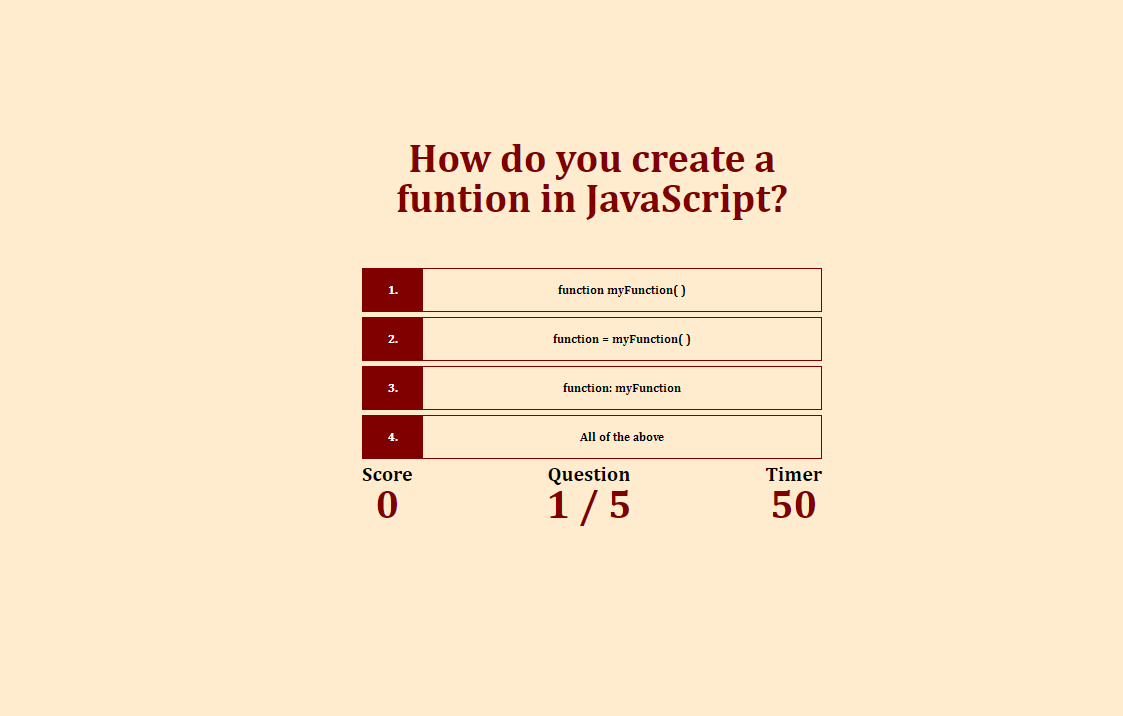 How do you create a
funtion in JavaScript?
1. function myFunction( )
2. function = myFunction( )
3. function: myFunction
4. All of the above
Score Question Timer
0 1 / 5 50